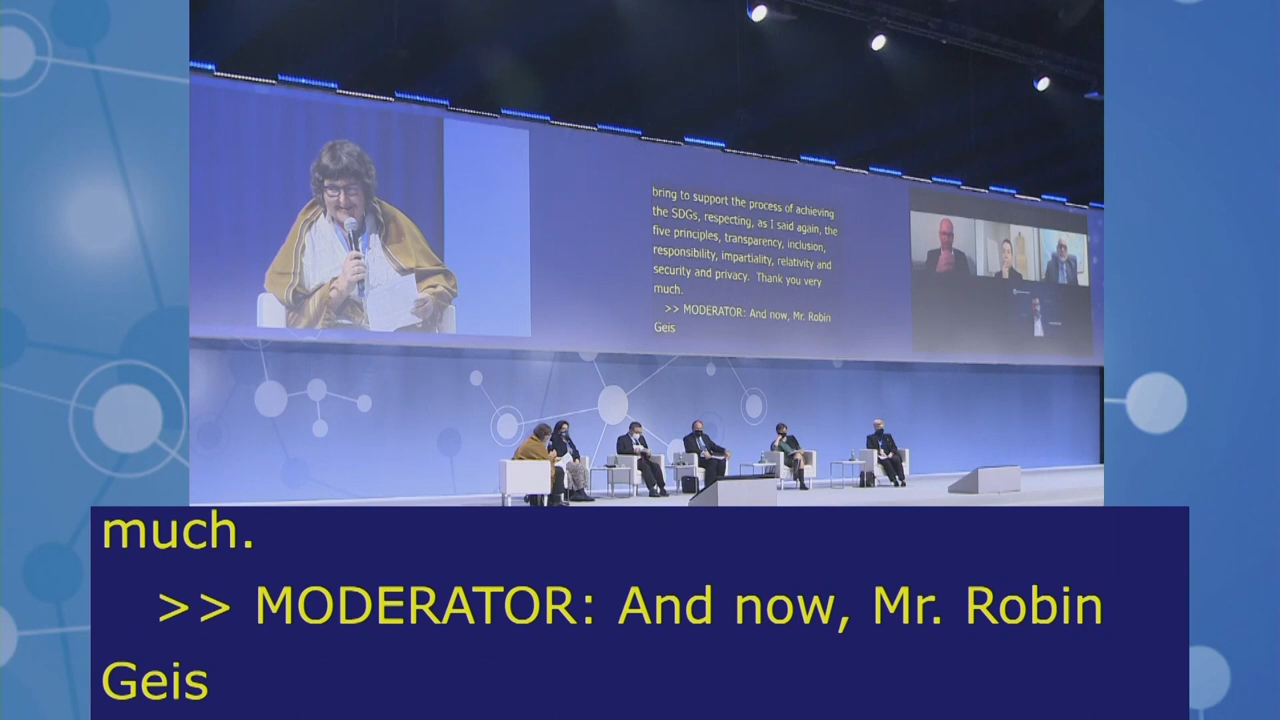 bring to support the process of achieving
the SDGs, respecting, as I said again, the
five principles, transparency, inclusion,
responsibility, impartiality, relativity and
security and privacy. Thank you very
much.
>> MODERATOR: And now, Mr. Robin
Geis
much.
>> MODERATOR: And now, Mr. Robin
Geis